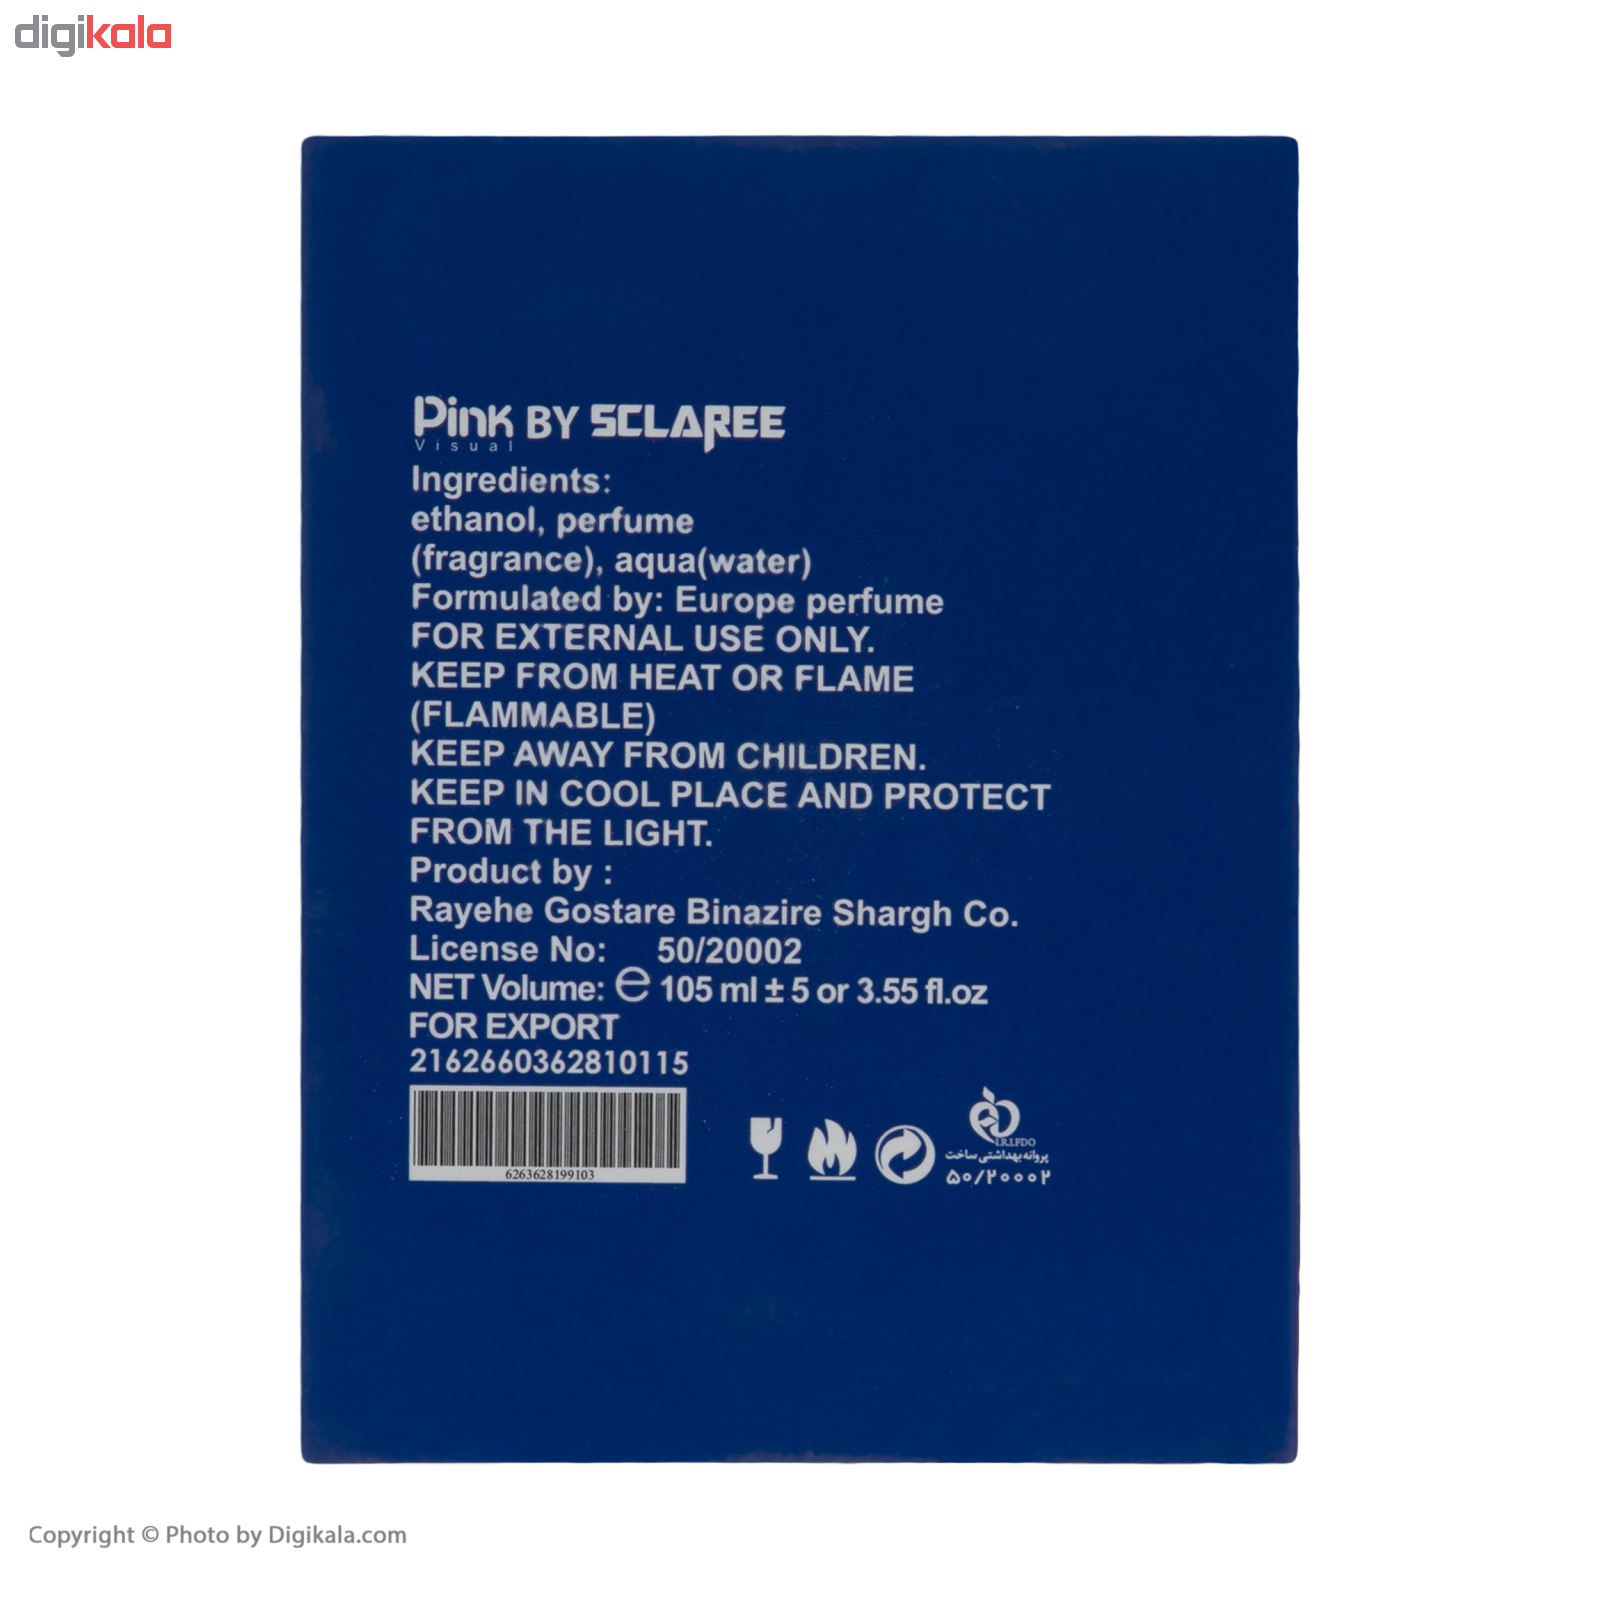 digikala
Pink BY SCLAREE
Visual
Ingredients:
ethanol, perfume
(fragrance), aqua(water)
Formulated by: Europe perfume
FOR EXTERNAL USE ONLY.
KEEP FROM HEAT OR FLAME
(FLAMMABLE)
KEEP AWAY FROM CHILDREN.
KEEP IN COOL PLACE AND PROTECT
FROM THE LIGHT.
Product by :
Rayehe Gostare Binazire Shargh Co.
License No: 50/20002
NET Volume: e 105 ml ± 5 or 3.55 fl.oz
FOR EXPORT
2162660362810115
6263628199103
I.R.I.FDO
پروانه بهداشتی ساخت
۵۰/۲۰۰۰۲
Copyright © Photo by Digikala.com